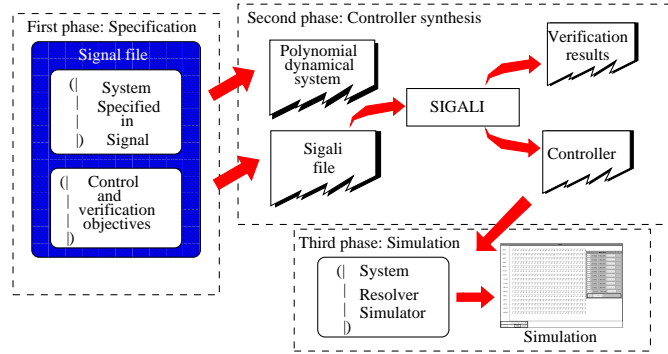 First phase: Specification
Signal file
(| System
| Specified
| in
|) Signal
(| Control
| and
| verification
| objectives
|)
Second phase: Controller synthesis
Polynomial
dynamical
system
Sigali
file
SIGALI
Verification
results
Controller
Third phase: Simulation
(| System
| Resolver
| Simulator
|)
Simulation